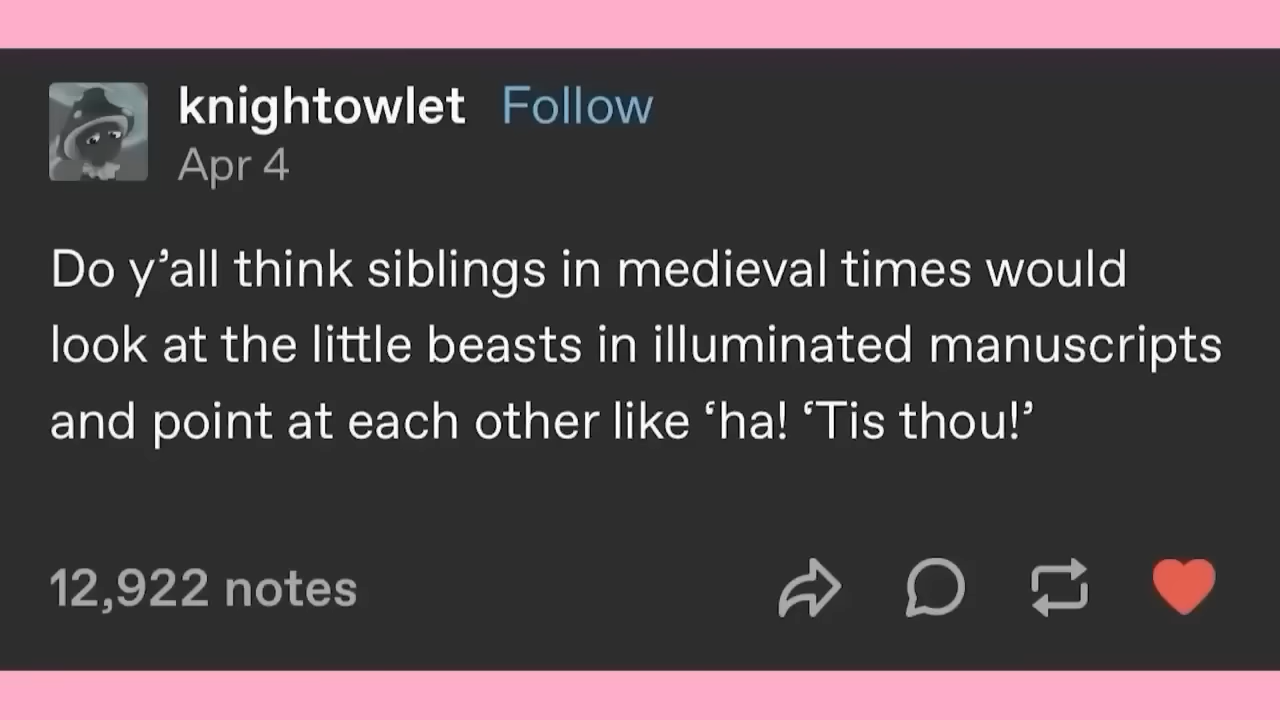 knightowlet Follow
Apr 4
Do y’all think siblings in medieval times would
look at the little beasts in illuminated manuscripts
and point at each other like ‘ha! ‘Tis thou!’
12,922 notes